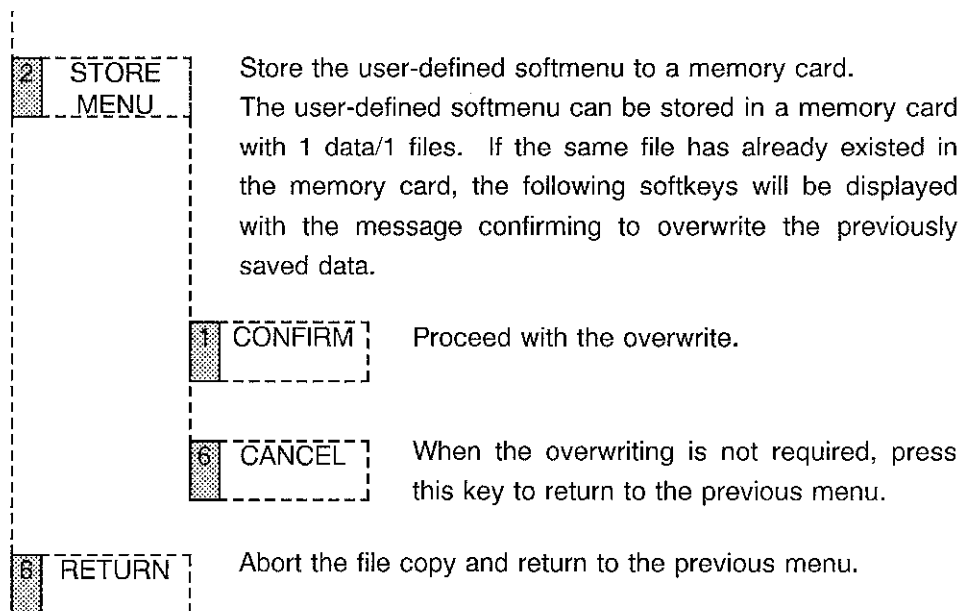 2 STORE MENU
Store the user-defined softmenu to a memory card.
The user-defined softmenu can be stored in a memory card
with 1 data/1 files. If the same file has already existed in
the memory card, the following softkeys will be displayed
with the message confirming to overwrite the previously
saved data.
1 CONFIRM Proceed with the overwrite.
6 CANCEL When the overwriting is not required, press
this key to return to the previous menu.
6 RETURN Abort the file copy and return to the previous menu.